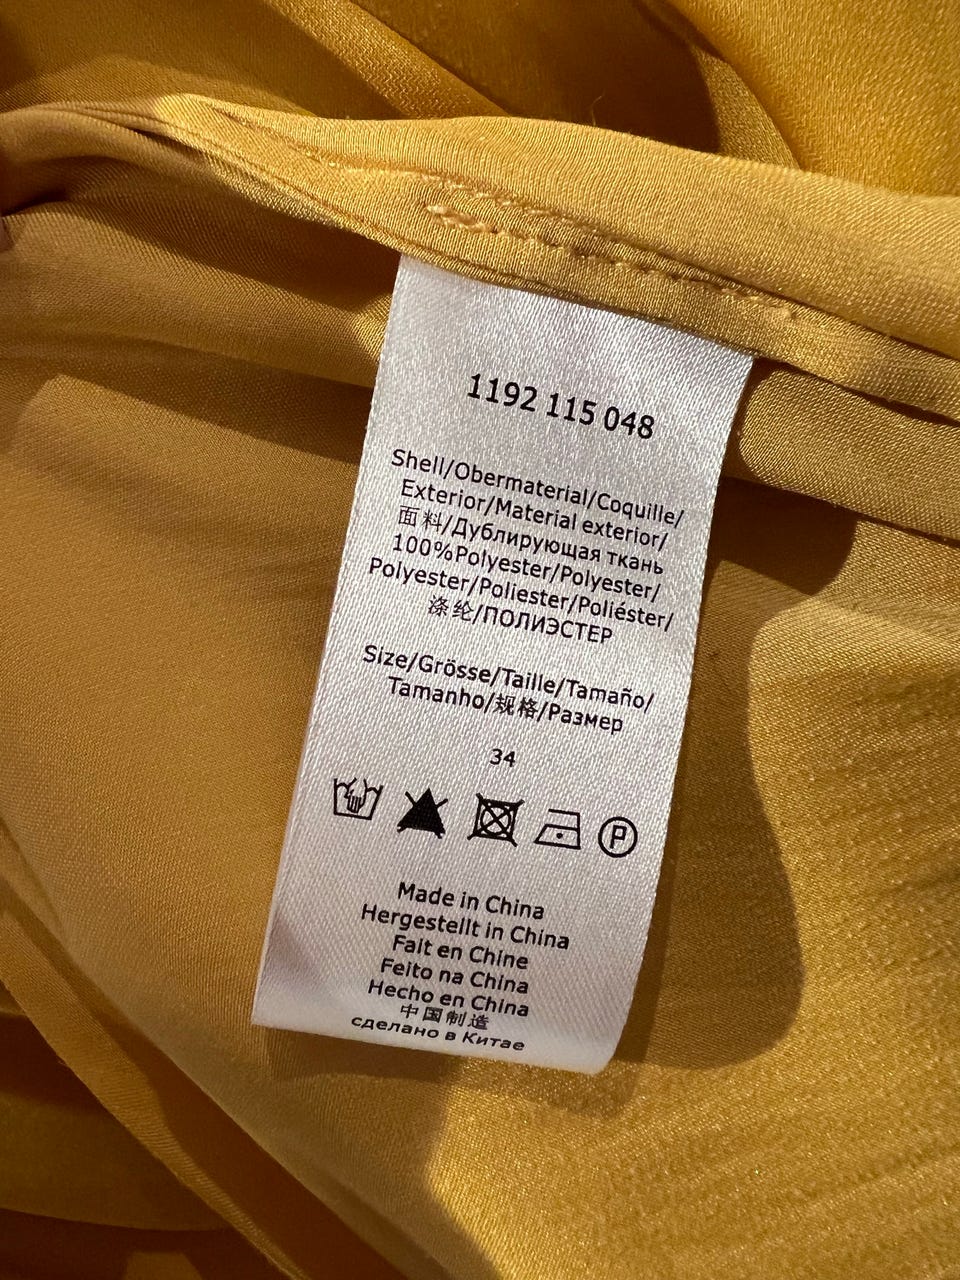 1192 115 048
Shell/Obermaterial/Coquille/
Exterior/Material exterior/
面料/Дублирующая ткань
100%Polyester/Polyester/
Polyester/Poliester/Poliéster/
涤纶/ПОЛИЭСТЕР
Size/Grösse/Taille/Tamaño/
Tamanho/规格/Размер
34
P
Made in China
Hergestellt in China
Fait en Chine
Feito na China
Hecho en China
中国制造
сделано в Китае